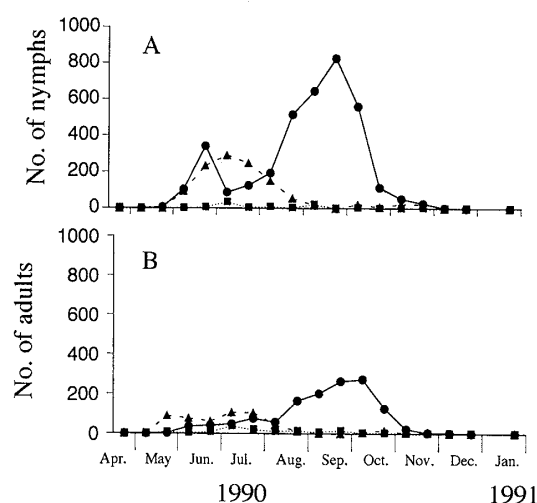 1000
A
800
600
400
200
0
No. of nymphs
1000
B
800
600
400
200
0
No. of adults
Apr. May Jun. Jul. Aug. Sep. Oct. Nov. Dec. Jan.
1990 1991